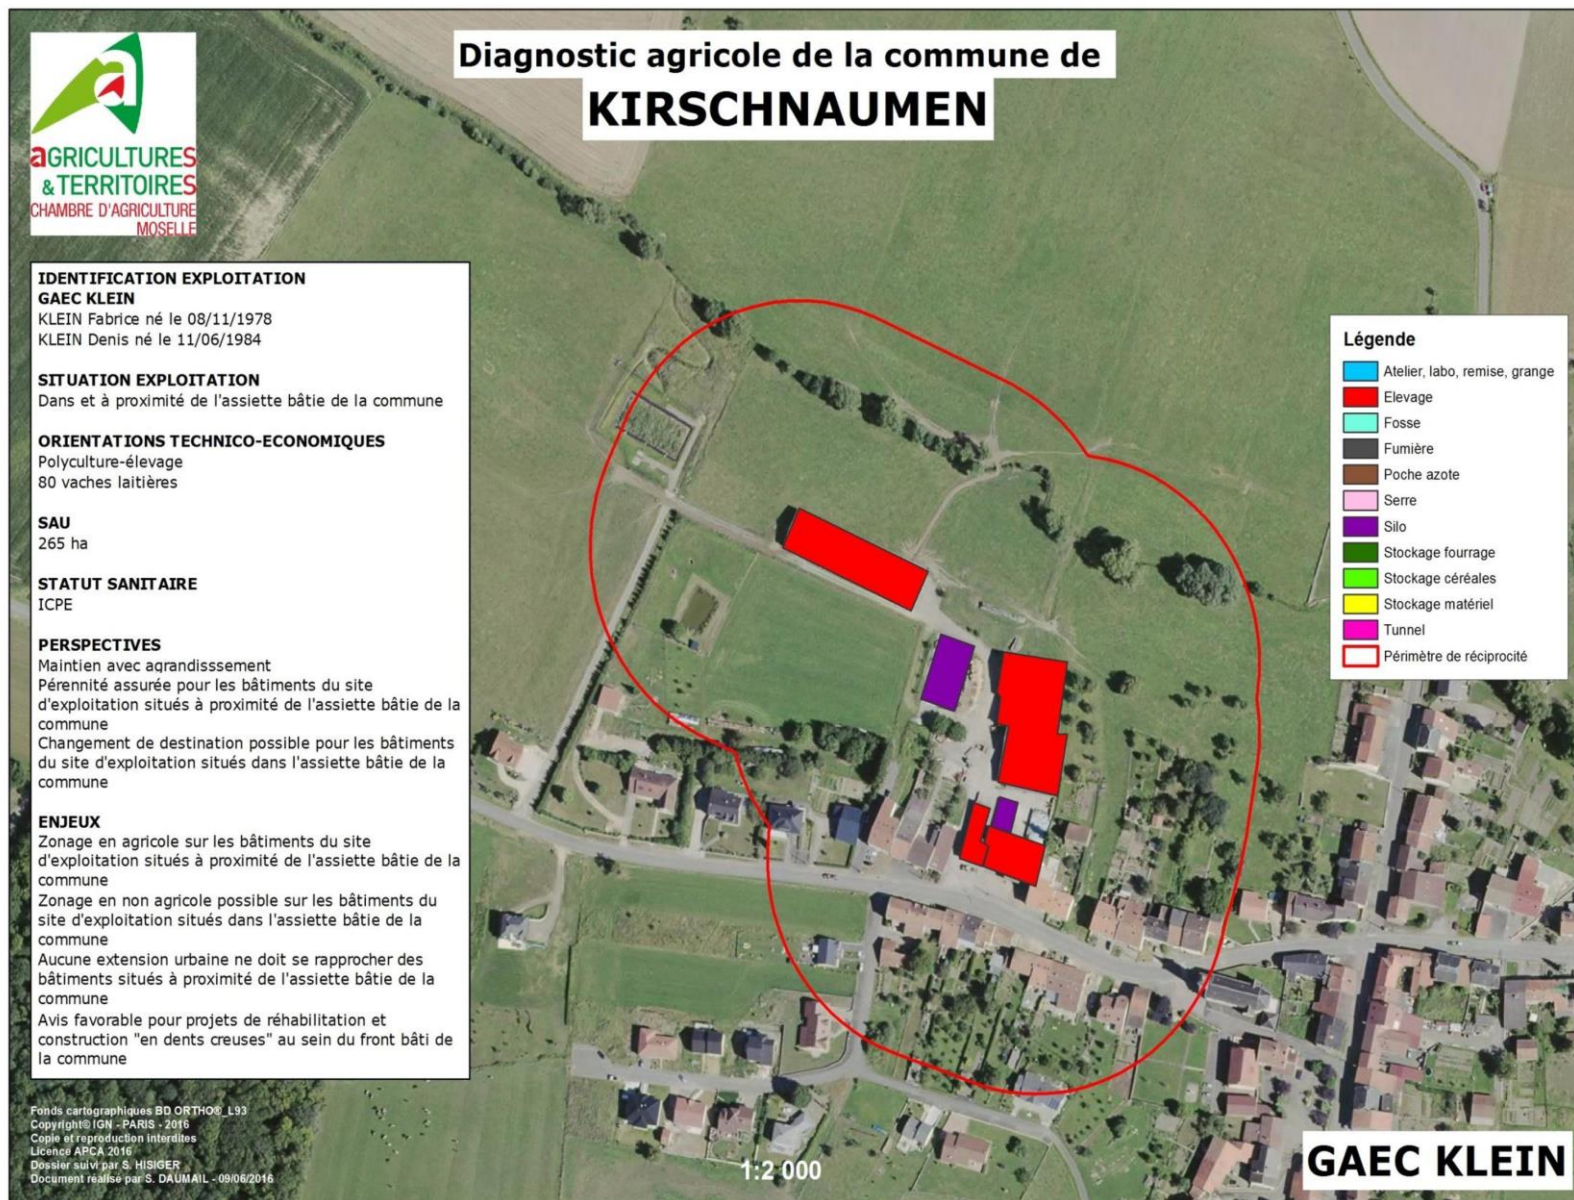 Diagnostic agricole de la commune de
KIRSCHNAUMEN
aGRICULTURES
& TERRITOIRES
CHAMBRE D'AGRICULTURE
MOSELLE
IDENTIFICATION EXPLOITATION
GAEC KLEIN
KLEIN Fabrice né le 08/11/1978
KLEIN Denis né le 11/06/1984
SITUATION EXPLOITATION
Dans et à proximité de l'assiette bâtie de la commune
ORIENTATIONS TECHNICO-ECONOMIQUES
Polyculture-élevage
80 vaches laitières
SAU
265 ha
STATUT SANITAIRE
ICPE
PERSPECTIVES
Maintien avec agrandisssement
Pérennité assurée pour les bâtiments du site
d'exploitation situés à proximité de l'assiette bâtie de la
commune
Changement de destination possible pour les bâtiments
du site d'exploitation situés dans l'assiette bâtie de la
commune
ENJEUX
Zonage en agricole sur les bâtiments du site
d'exploitation situés à proximité de l'assiette bâtie de la
commune
Zonage en non agricole possible sur les bâtiments du
site d'exploitation situés dans l'assiette bâtie de la
commune
Aucune extension urbaine ne doit se rapprocher des
bâtiments situés à proximité de l'assiette bâtie de la
commune
Avis favorable pour projets de réhabilitation et
construction "en dents creuses" au sein du front bâti de
la commune
Légende
Atelier, labo, remise, grange
Elevage
Fosse
Fumière
Poche azote
Serre
Silo
Stockage fourrage
Stockage céréales
Stockage matériel
Tunnel
Périmètre de réciprocité
Fonds cartographiques BD ORTHO®_L93
Copyright© IGN - PARIS - 2016
Copie et reproduction interdites
Licence APCA 2016
Dossier suivi par S. HISIGER
Document réalisé par S. DAUMAIL - 09/06/2016
1:2 000
GAEC KLEIN